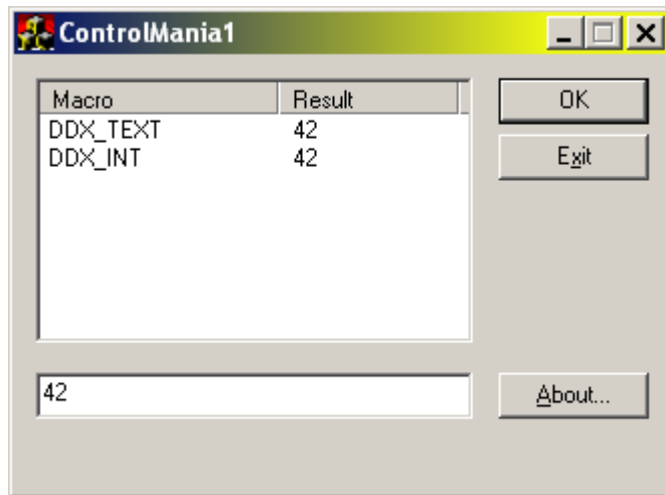 ControlMania1
Macro Result
OK
DDX_TEXT 42
DDX_INT 42
Exit
42
About...